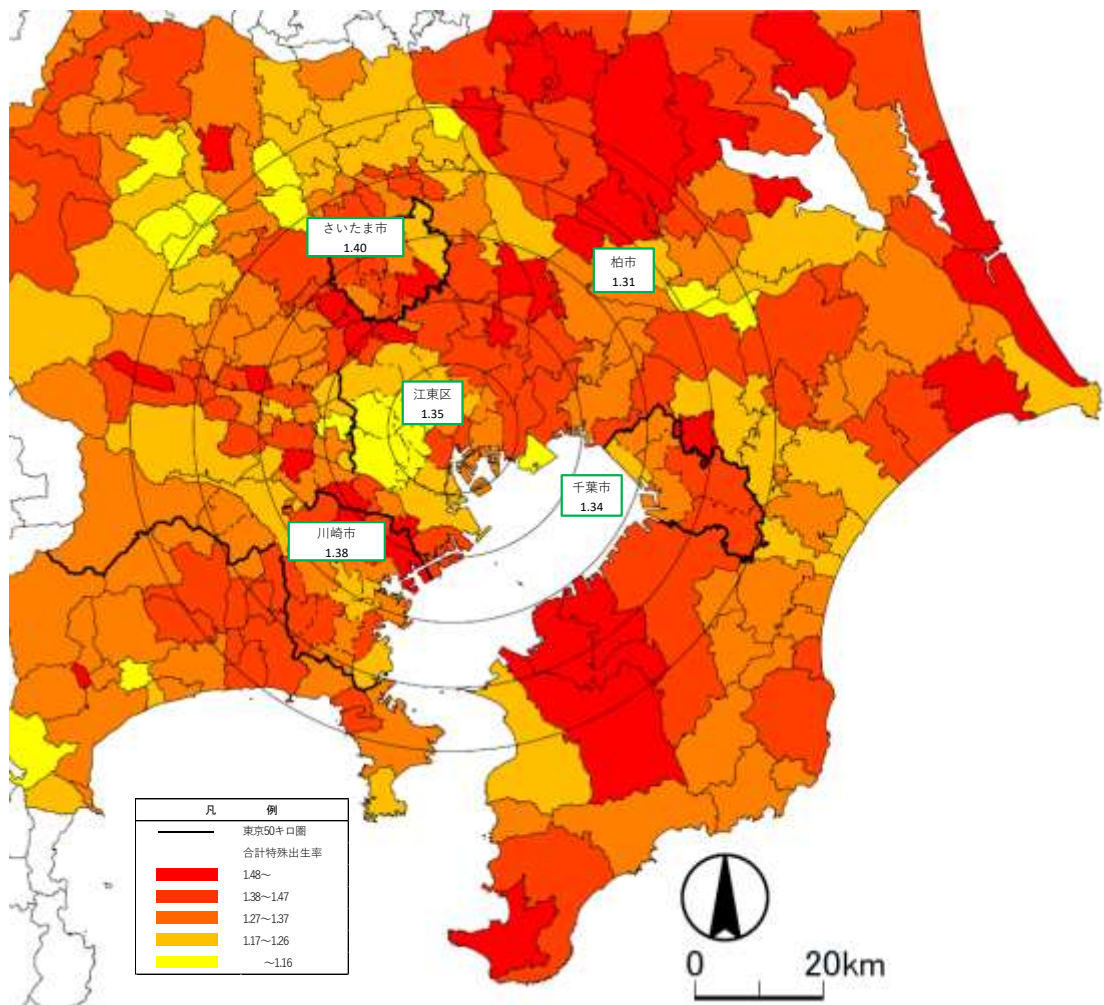 さいたま市
1.40
柏市
1.31
江東区
1.35
千葉市
1.34
川崎市
1.38
凡 例
東京50キロ圏
合計特殊出生率
1.48～
1.38～1.47
1.27～1.37
1.17～1.26
～1.16
0 20km